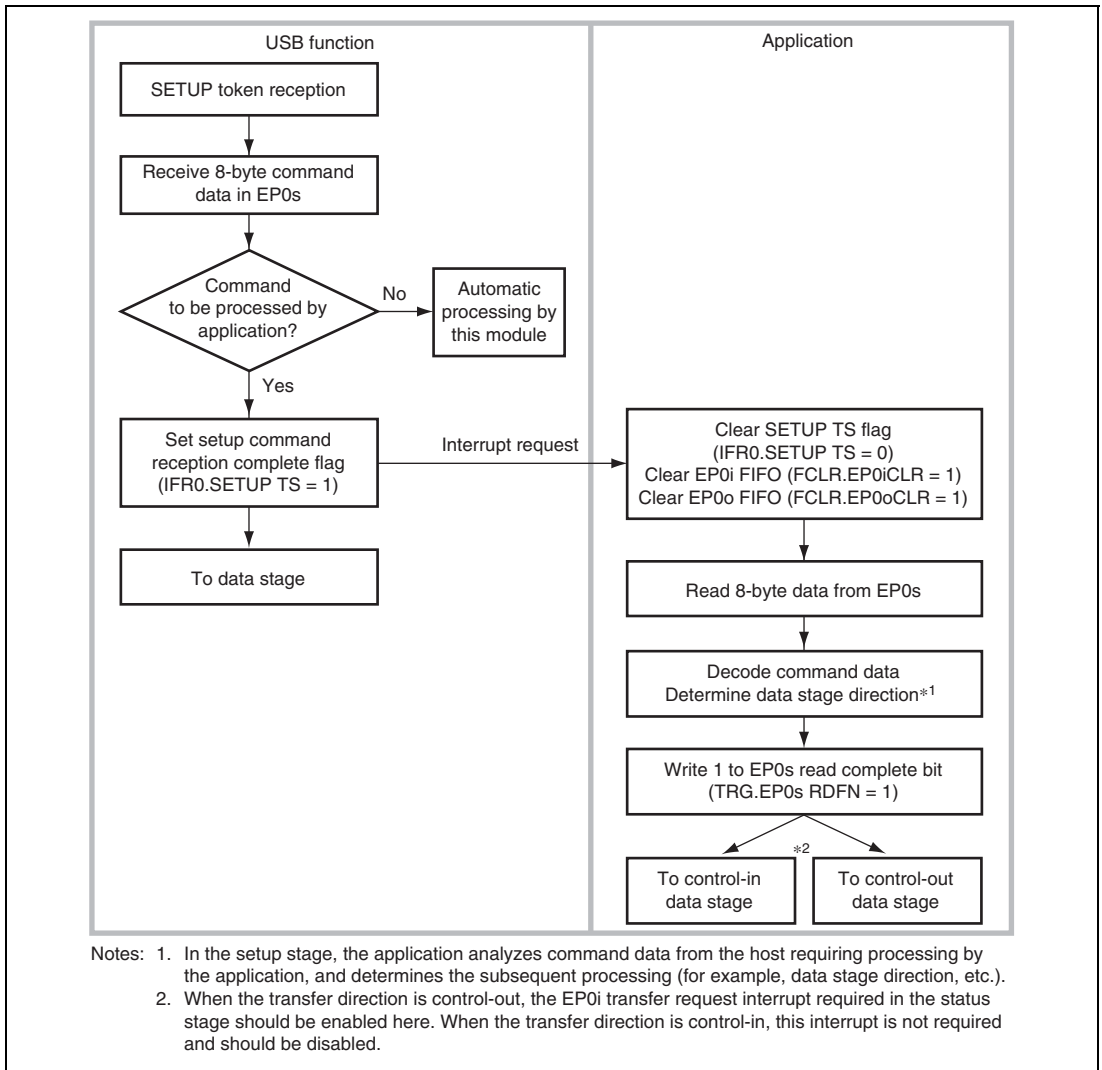 USB function
Application
SETUP token reception
Receive 8-byte command
data in EP0s
Command
to be processed by
application?
No
Automatic
processing by
this module
Yes
Set setup command
reception complete flag
(IFR0.SETUP TS = 1)
Interrupt request
To data stage
Clear SETUP TS flag
(IFR0.SETUP TS = 0)
Clear EP0i FIFO (FCLR.EP0iCLR = 1)
Clear EP0o FIFO (FCLR.EP0oCLR = 1)
Read 8-byte data from EP0s
Decode command data
Determine data stage direction*1
Write 1 to EP0s read complete bit
(TRG.EP0s RDFN = 1)
*2
To control-in
data stage
To control-out
data stage
Notes: 1. In the setup stage, the application analyzes command data from the host requiring processing by
the application, and determines the subsequent processing (for example, data stage direction, etc.).
2. When the transfer direction is control-out, the EP0i transfer request interrupt required in the status
stage should be enabled here. When the transfer direction is control-in, this interrupt is not required
and should be disabled.